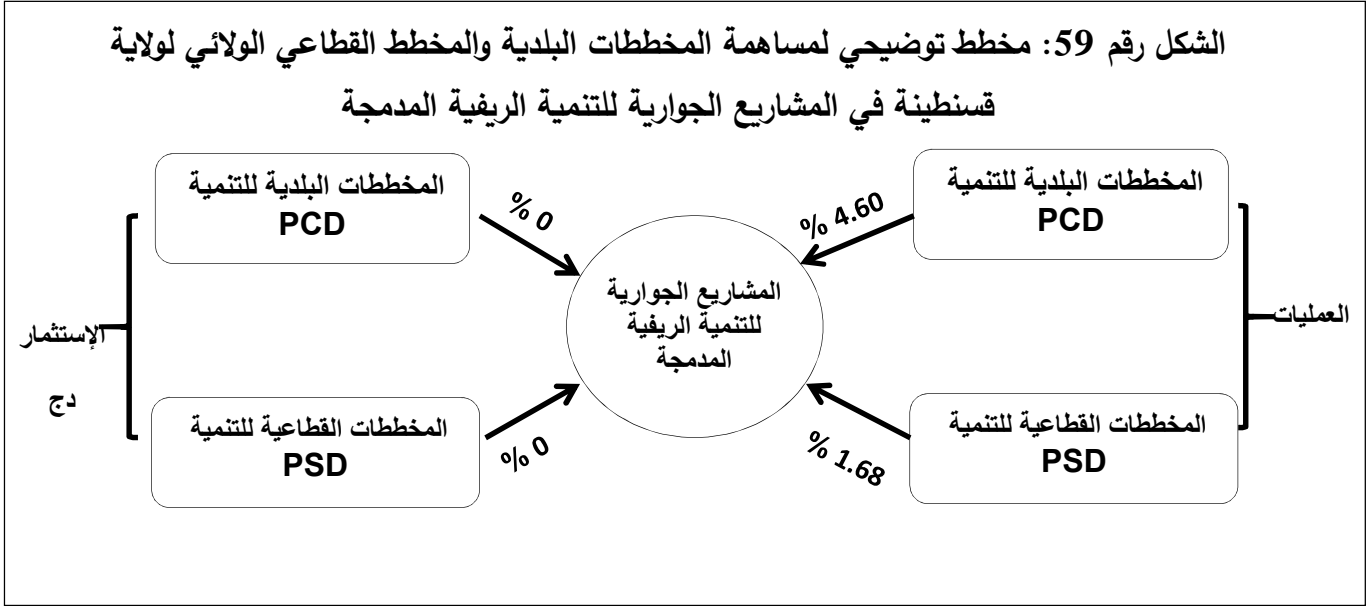 الشكل رقم 59: مخطط توضيحي لمساهمة المخططات البلدية والمخطط القطاعي الولائي لولاية
قسنطينة في المشاريع الجوارية للتنمية الريفية المدمجة
المخططات البلدية للتنمية
PCD
% 4.60
العمليات
المخططات القطاعية للتنمية
PSD
% 1.68
المشاريع الجوارية
للتنمية الريفية
المدمجة
المخططات البلدية للتنمية
PCD
% 0
الإستثمار
دج
المخططات القطاعية للتنمية
PSD
% 0